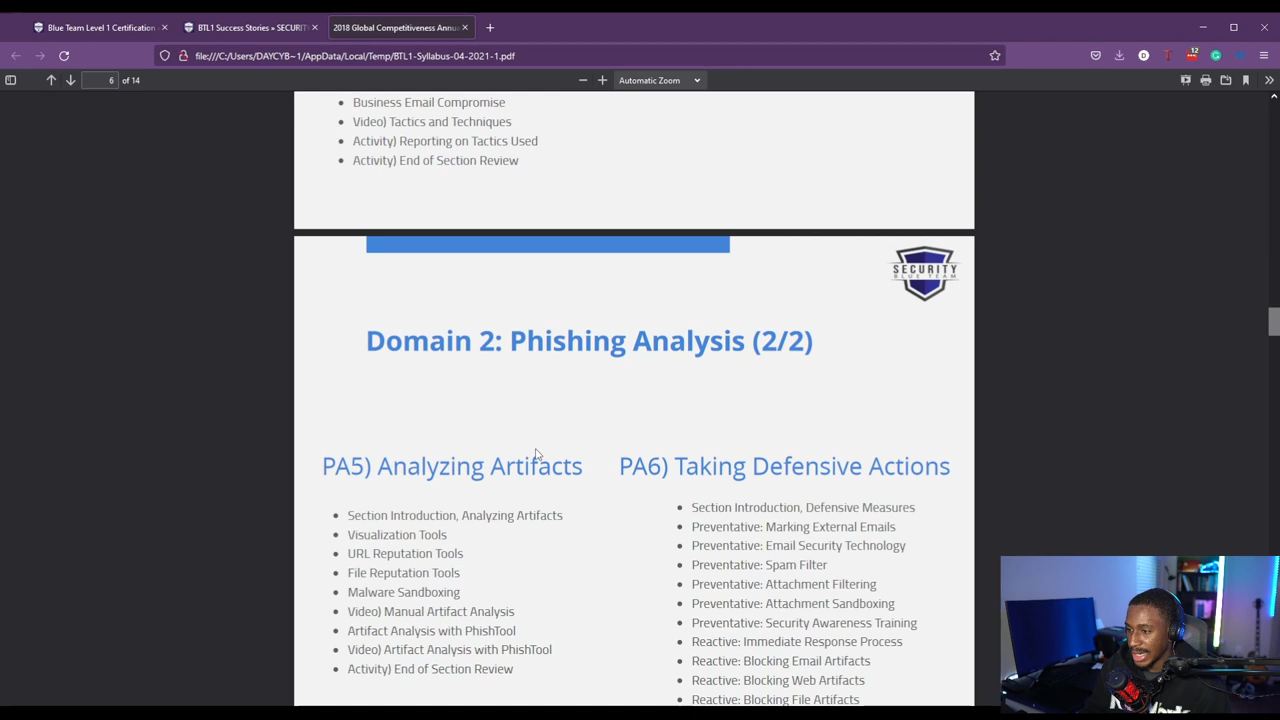 Blue Team Level 1 Certification
BTL1 Success Stories » SECURITY
2018 Global Competitiveness Annua
file:///C:/Users/DAYCYB~1/AppData/Local/Temp/BTL1-Syllabus-04-2021-1.pdf
12
6 of 14
Automatic Zoom
Business Email Compromise
Video) Tactics and Techniques
Activity) Reporting on Tactics Used
Activity) End of Section Review
SECURITY
BLUE TEAM
Domain 2: Phishing Analysis (2/2)
PA5) Analyzing Artifacts
Section Introduction, Analyzing Artifacts
Visualization Tools
URL Reputation Tools
File Reputation Tools
Malware Sandboxing
Video) Manual Artifact Analysis
Artifact Analysis with PhishTool
Video) Artifact Analysis with PhishTool
Activity) End of Section Review
PA6) Taking Defensive Actions
Section Introduction, Defensive Measures
Preventative: Marking External Emails
Preventative: Email Security Technology
Preventative: Spam Filter
Preventative: Attachment Filtering
Preventative: Attachment Sandboxing
Preventative: Security Awareness Training
Reactive: Immediate Response Process
Reactive: Blocking Email Artifacts
Reactive: Blocking Web Artifacts
Reactive: Blocking File Artifacts